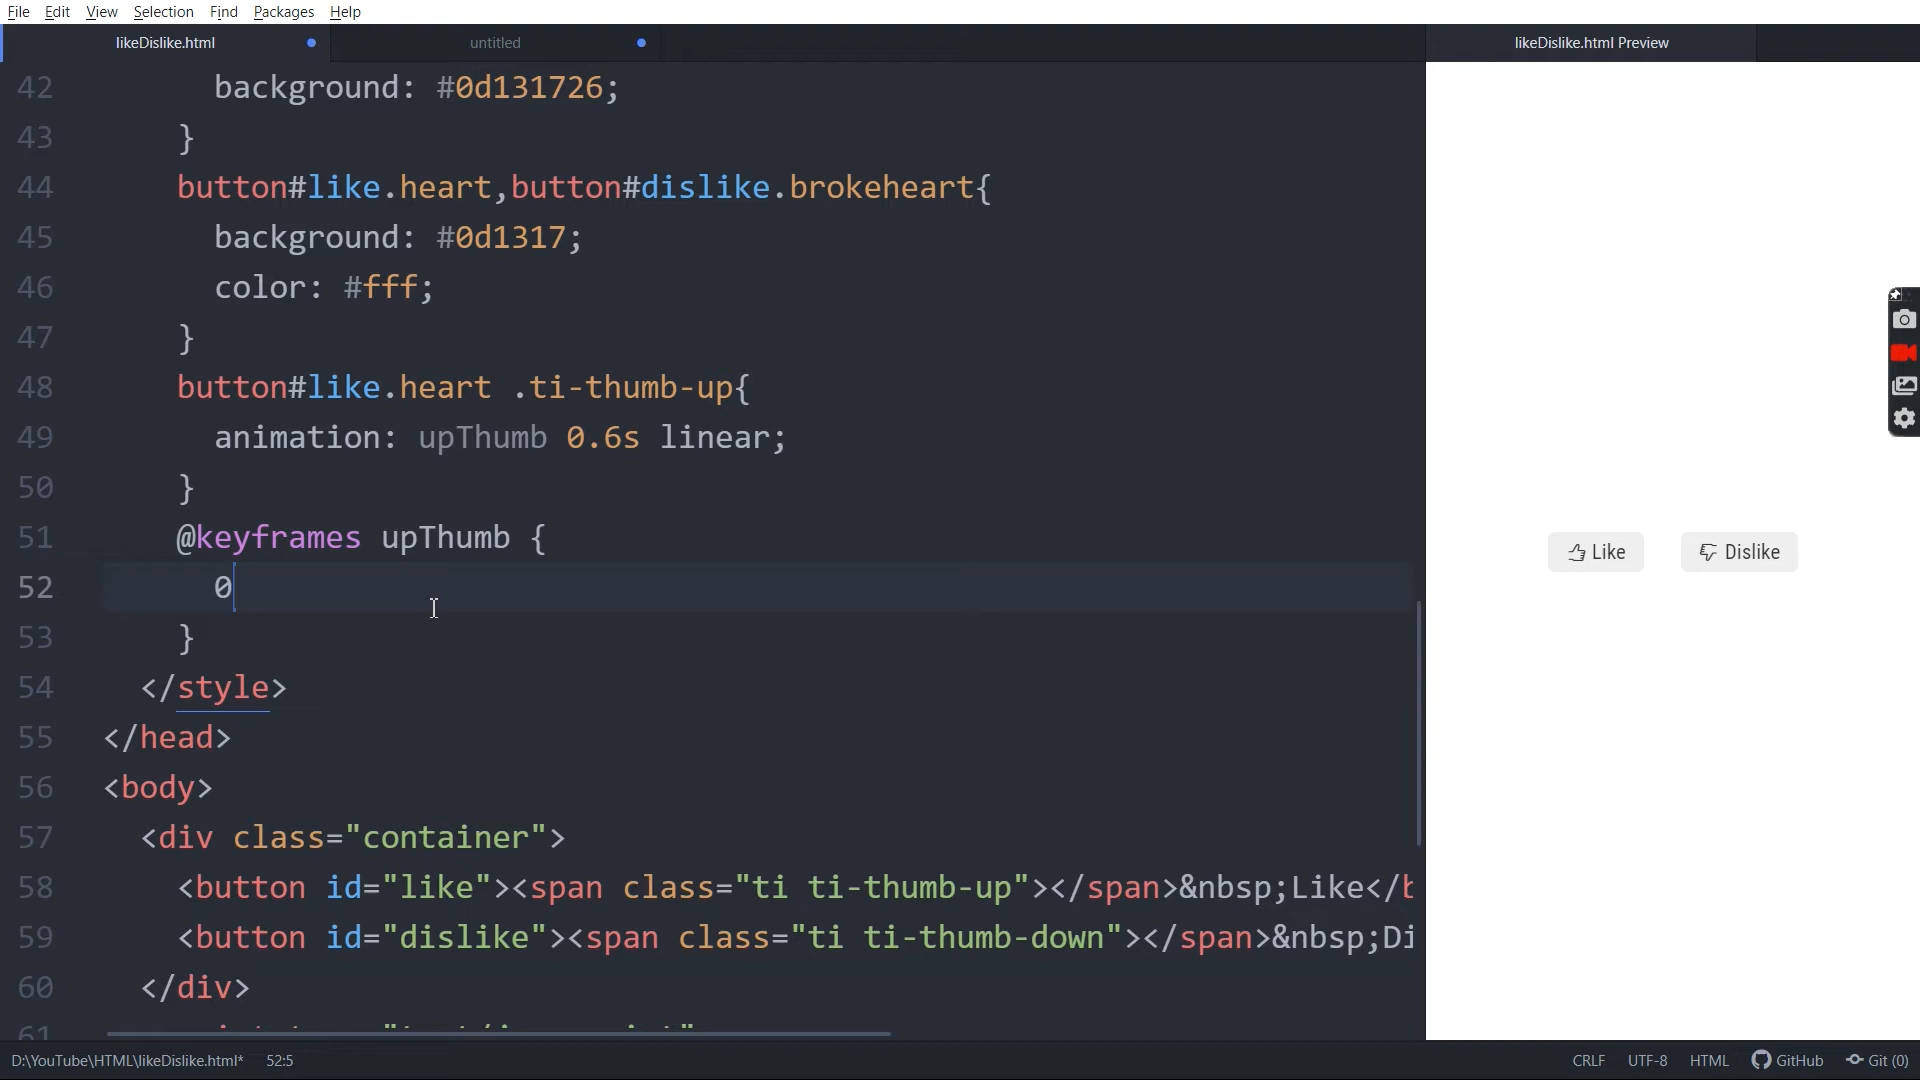 File Edit View Selection Find Packages Help
likeDislike.html
untitled
likeDislike.html Preview
42 background: #0d131726;
43 }
44 button#like.heart,button#dislike.brokeheart{
45 background: #0d1317;
46 color: #fff;
47 }
48 button#like.heart .ti-thumb-up{
49 animation: upThumb 0.6s linear;
50 }
51 @keyframes upThumb {
52 0
53 }
54 </style>
55 </head>
56 <body>
57 <div class="container">
58 <button id="like"><span class="ti ti-thumb-up"></span>&nbsp;Like</b
59 <button id="dislike"><span class="ti ti-thumb-down"></span>&nbsp;Di
60 </div>
61
Like
Dislike
D:\YouTube\HTML\likeDislike.html* 52:5
CRLF UTF-8 HTML GitHub Git (0)